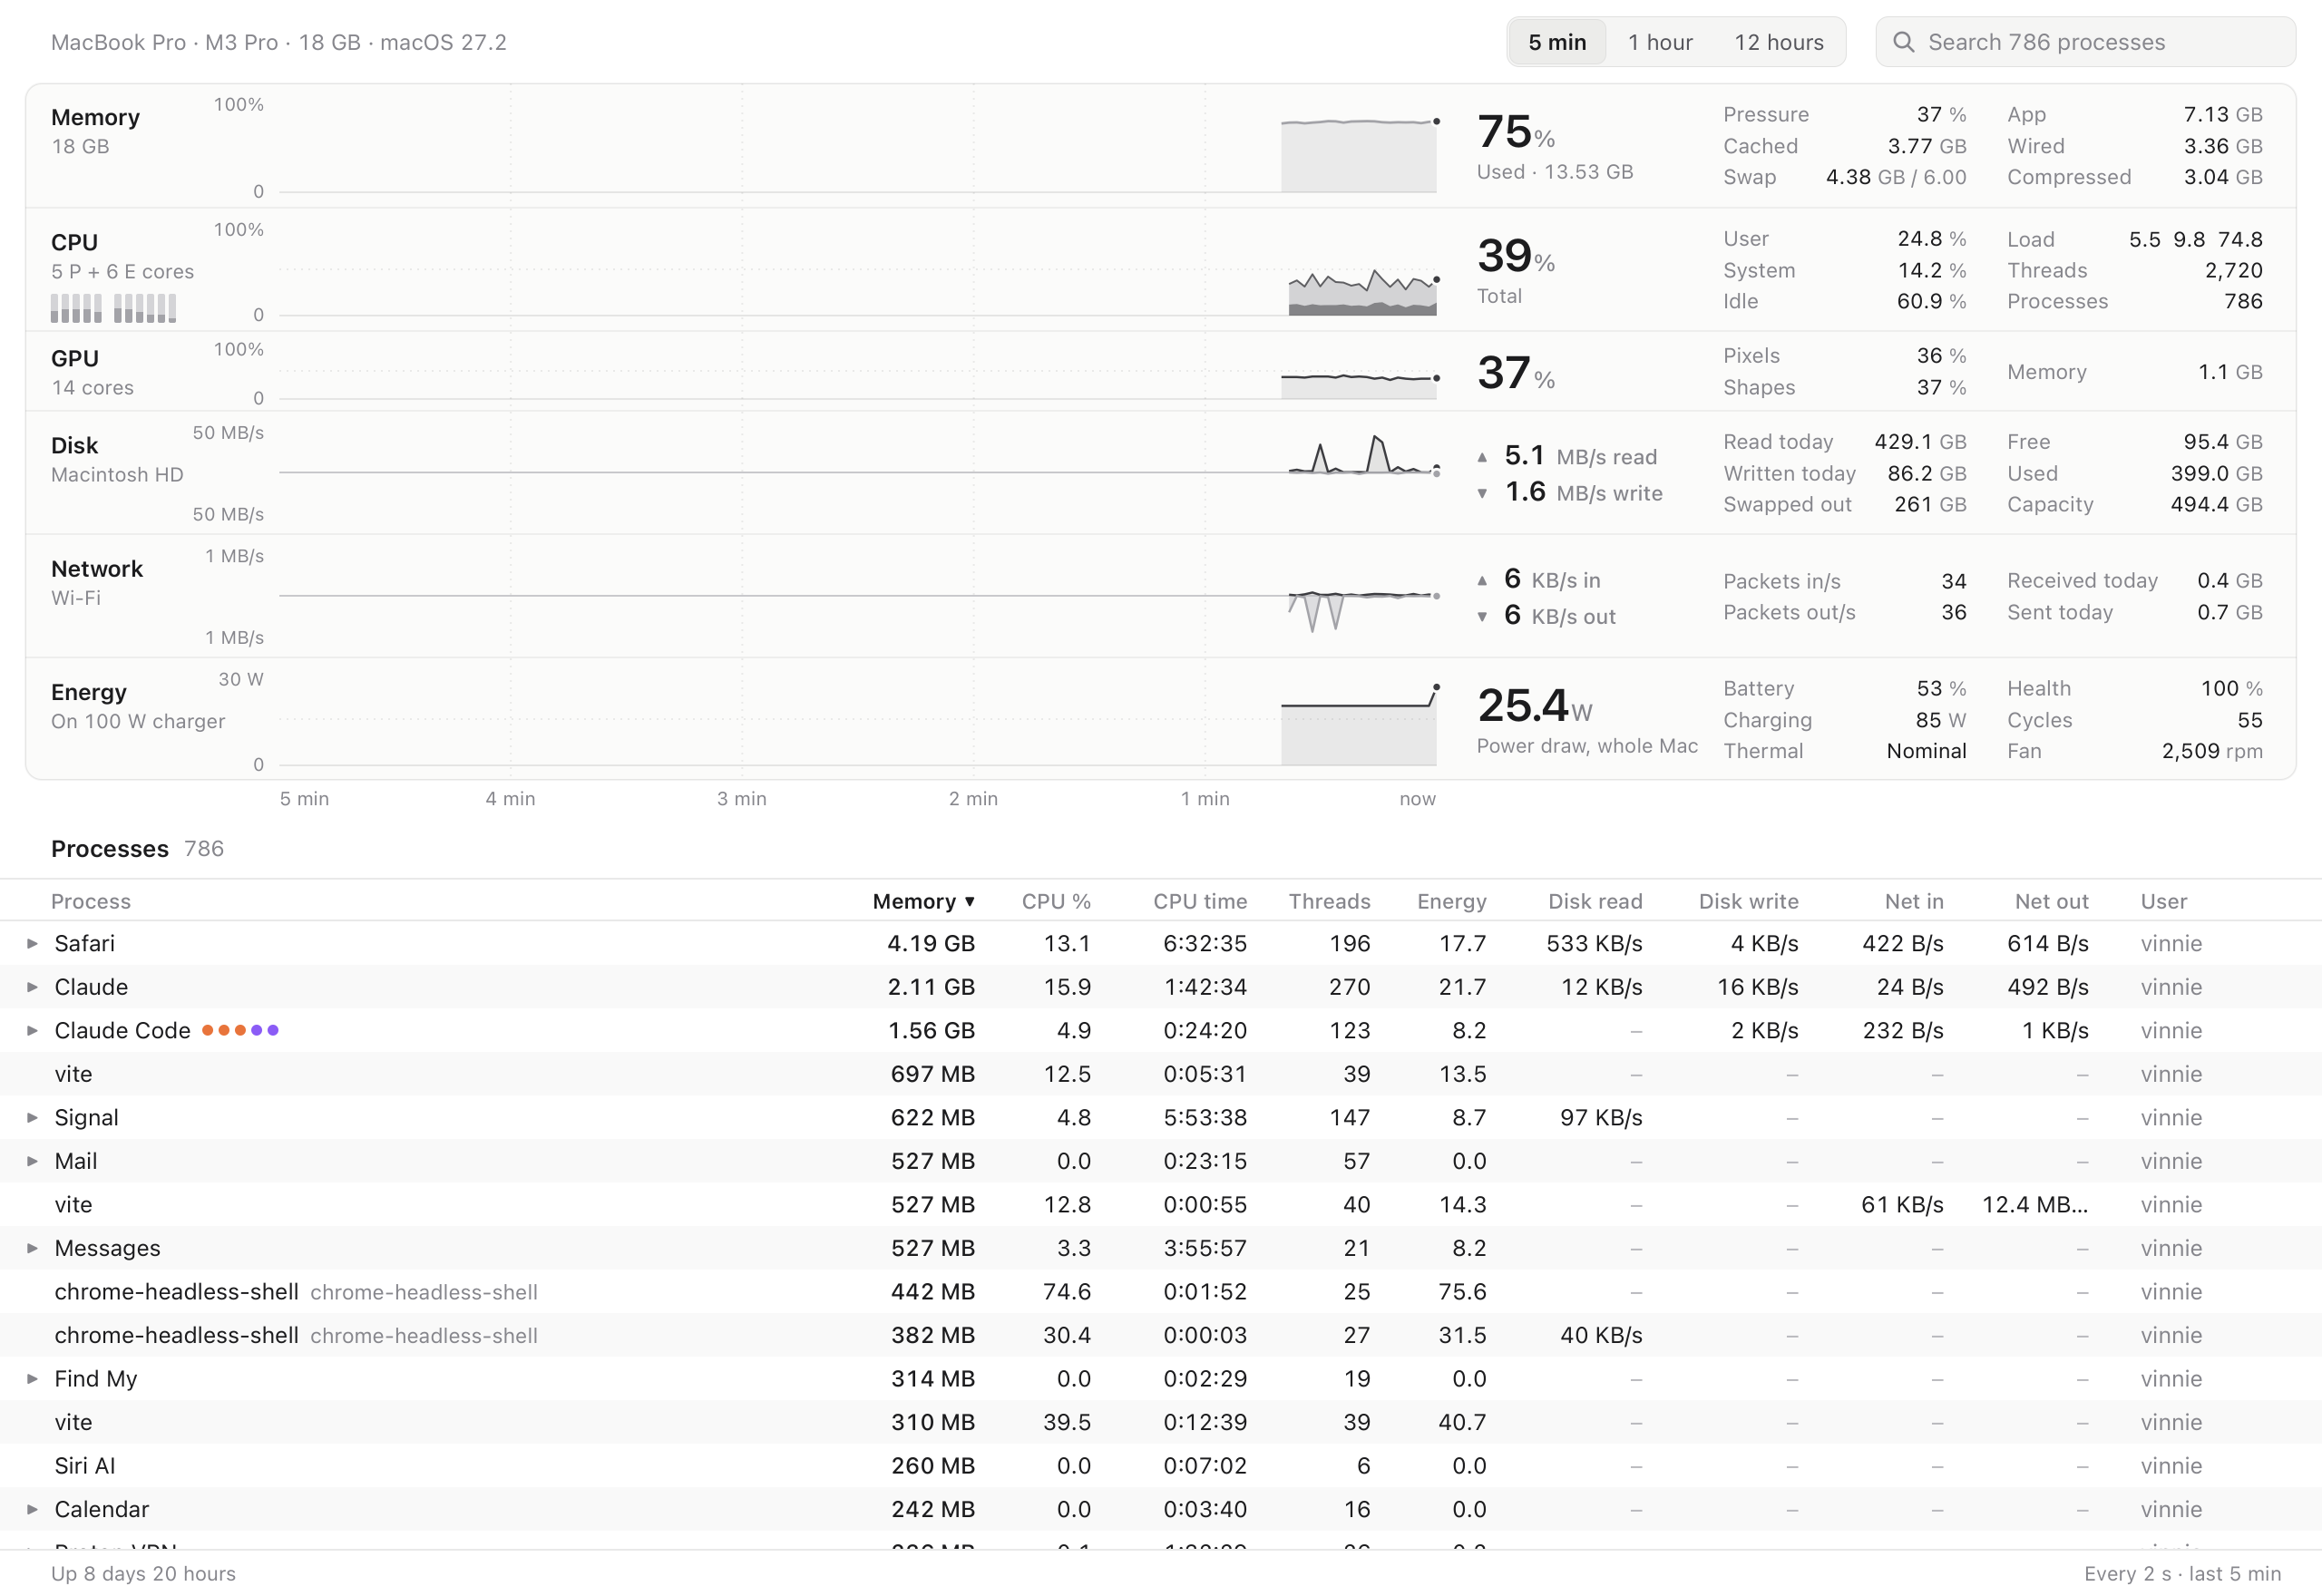 MacBook Pro · M3 Pro · 18 GB · macOS 27.2
5 min 1 hour 12 hours
Search 786 processes
Memory
18 GB
100%
0
75%
Used · 13.53 GB
Pressure 37 %
Cached 3.77 GB
Swap 4.38 GB / 6.00
App 7.13 GB
Wired 3.36 GB
Compressed 3.04 GB
CPU
5 P + 6 E cores
100%
0
39%
Total
User 24.8 %
System 14.2 %
Idle 60.9 %
Load 5.5 9.8 74.8
Threads 2,720
Processes 786
GPU
14 cores
100%
0
37%
Pixels 36 %
Shapes 37 %
Memory 1.1 GB
Disk
Macintosh HD
50 MB/s
50 MB/s
▲ 5.1 MB/s read
▼ 1.6 MB/s write
Read today 429.1 GB
Written today 86.2 GB
Swapped out 261 GB
Free 95.4 GB
Used 399.0 GB
Capacity 494.4 GB
Network
Wi-Fi
1 MB/s
1 MB/s
▲ 6 KB/s in
▼ 6 KB/s out
Packets in/s 34
Packets out/s 36
Received today 0.4 GB
Sent today 0.7 GB
Energy
On 100 W charger
30 W
0
25.4W
Power draw, whole Mac
Battery 53 %
Charging 85 W
Thermal Nominal
Health 100 %
Cycles 55
Fan 2,509 rpm
5 min 4 min 3 min 2 min 1 min now
Processes 786
Process Memory ▼ CPU % CPU time Threads Energy Disk read Disk write Net in Net out User
Safari 4.19 GB 13.1 6:32:35 196 17.7 533 KB/s 4 KB/s 422 B/s 614 B/s vinnie
Claude 2.11 GB 15.9 1:42:34 270 21.7 12 KB/s 16 KB/s 24 B/s 492 B/s vinnie
Claude Code 1.56 GB 4.9 0:24:20 123 8.2 – 2 KB/s 232 B/s 1 KB/s vinnie
vite 697 MB 12.5 0:05:31 39 13.5 – – – – vinnie
Signal 622 MB 4.8 5:53:38 147 8.7 97 KB/s – – – vinnie
Mail 527 MB 0.0 0:23:15 57 0.0 – – – – vinnie
vite 527 MB 12.8 0:00:55 40 14.3 – – 61 KB/s 12.4 MB... vinnie
Messages 527 MB 3.3 3:55:57 21 8.2 – – – – vinnie
chrome-headless-shell chrome-headless-shell 442 MB 74.6 0:01:52 25 75.6 – – – – vinnie
chrome-headless-shell chrome-headless-shell 382 MB 30.4 0:00:03 27 31.5 40 KB/s – – – vinnie
Find My 314 MB 0.0 0:02:29 19 0.0 – – – – vinnie
vite 310 MB 39.5 0:12:39 39 40.7 – – – – vinnie
Siri AI 260 MB 0.0 0:07:02 6 0.0 – – – – vinnie
Calendar 242 MB 0.0 0:03:40 16 0.0 – – – – vinnie
Up 8 days 20 hours
Every 2 s · last 5 min